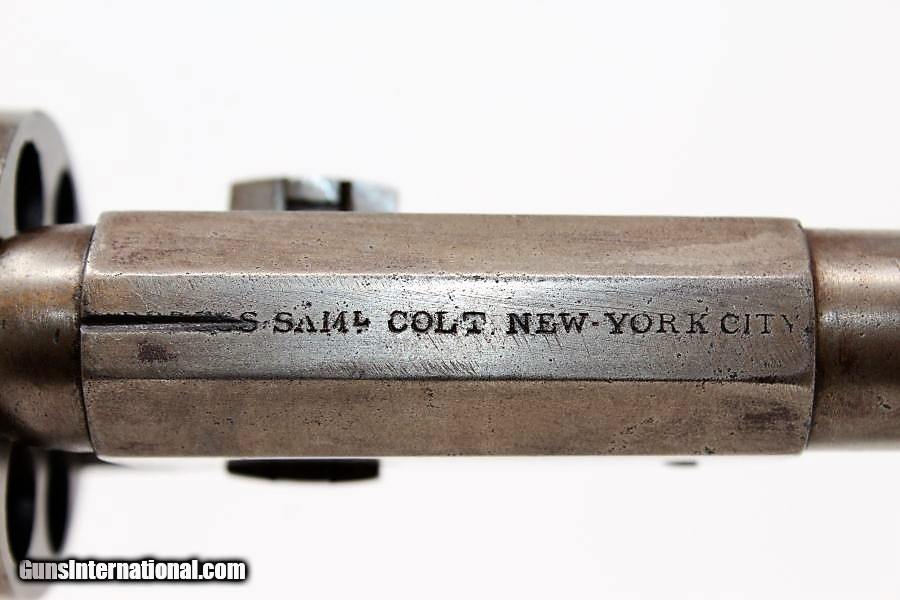 SAMᴸ COLT NEW-YORK CITY
GunsInternational.com